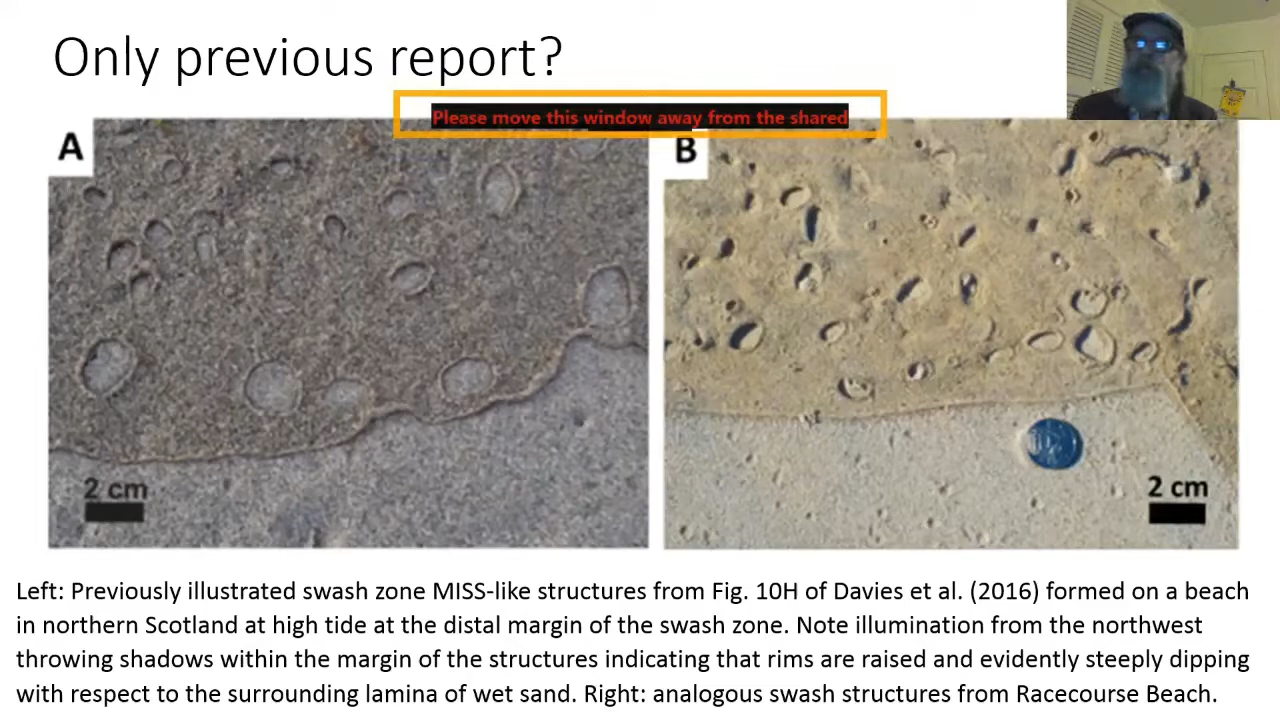 Only previous report?
Please move this window away from the shared
A
B
2 cm
2 cm
Left: Previously illustrated swash zone MISS-like structures from Fig. 10H of Davies et al. (2016) formed on a beach
in northern Scotland at high tide at the distal margin of the swash zone. Note illumination from the northwest
throwing shadows within the margin of the structures indicating that rims are raised and evidently steeply dipping
with respect to the surrounding lamina of wet sand. Right: analogous swash structures from Racecourse Beach.